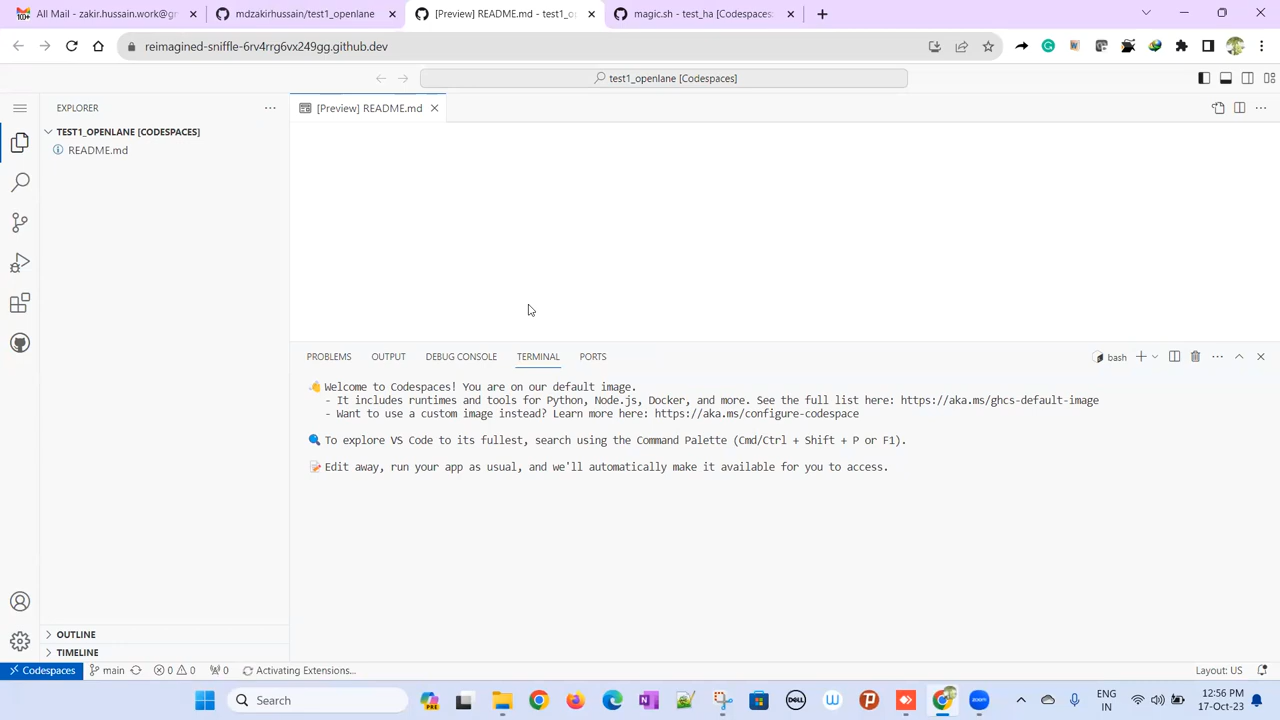 All Mail - zakir.hussain.work@gr
mdzakirhussain/test1_openlane
[Preview] README.md - test1_o
magic.sh - test_ha [Codespaces:
reimagined-sniffle-6rv4rrg6vx249gg.github.dev
test1_openlane [Codespaces]
EXPLORER
[Preview] README.md
TEST1_OPENLANE [CODESPACES]
README.md
PROBLEMS OUTPUT DEBUG CONSOLE TERMINAL PORTS
bash
Welcome to Codespaces! You are on our default image.
- It includes runtimes and tools for Python, Node.js, Docker, and more. See the full list here: https://aka.ms/ghcs-default-image
- Want to use a custom image instead? Learn more here: https://aka.ms/configure-codespace
To explore VS Code to its fullest, search using the Command Palette (Cmd/Ctrl + Shift + P or F1).
Edit away, run your app as usual, and we'll automatically make it available for you to access.
OUTLINE
TIMELINE
Codespaces main 0 0 0 Activating Extensions... Layout: US
Search
ENG
IN
12:56 PM
17-Oct-23